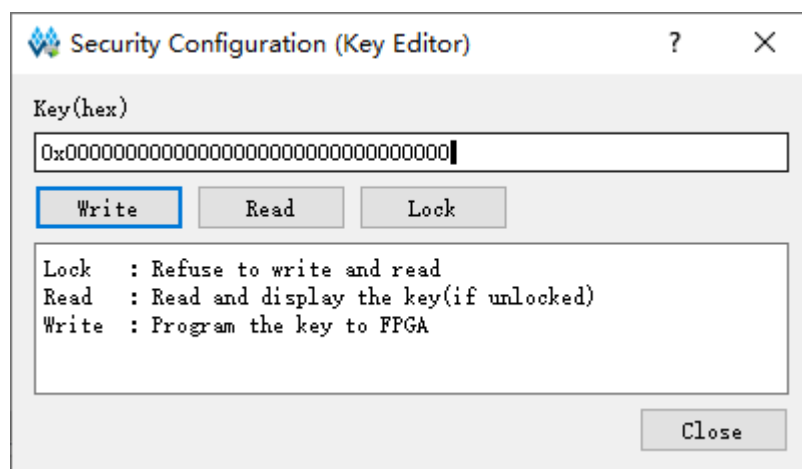 Security Configuration (Key Editor)
Key(hex)
0x00000000000000000000000000000000
Write Read Lock
Lock : Refuse to write and read
Read : Read and display the key(if unlocked)
Write : Program the key to FPGA
Close